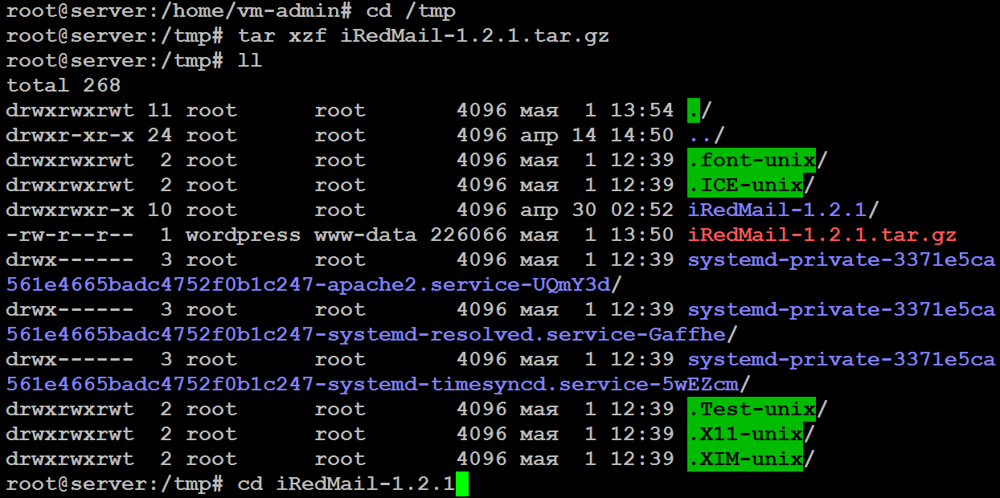 root@server:/home/vm-admin# cd /tmp
root@server:/tmp# tar xzf iRedMail-1.2.1.tar.gz
root@server:/tmp# ll
total 268
drwxrwxrwt 11 root      root       4096 мая  1 13:54 ./
drwxr-xr-x 24 root      root       4096 апр 14 14:50 ../
drwxrwxrwt  2 root      root       4096 мая  1 12:39 .font-unix/
drwxrwxrwt  2 root      root       4096 мая  1 12:39 .ICE-unix/
drwxrwxr-x 10 root      root       4096 апр 30 02:52 iRedMail-1.2.1/
-rw-r--r--  1 wordpress www-data 226066 мая  1 13:50 iRedMail-1.2.1.tar.gz
drwx------  3 root      root       4096 мая  1 12:39 systemd-private-3371e5ca
561e4665badc4752f0b1c247-apache2.service-UQmY3d/
drwx------  3 root      root       4096 мая  1 12:39 systemd-private-3371e5ca
561e4665badc4752f0b1c247-systemd-resolved.service-Gaffhe/
drwx------  3 root      root       4096 мая  1 12:39 systemd-private-3371e5ca
561e4665badc4752f0b1c247-systemd-timesyncd.service-5wEZcm/
drwxrwxrwt  2 root      root       4096 мая  1 12:39 .Test-unix/
drwxrwxrwt  2 root      root       4096 мая  1 12:39 .X11-unix/
drwxrwxrwt  2 root      root       4096 мая  1 12:39 .XIM-unix/
root@server:/tmp# cd iRedMail-1.2.1